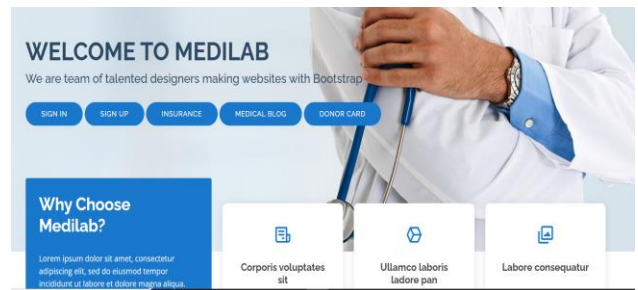 WELCOME TO MEDILAB
We are team of talented designers making websites with Bootstrap
SIGN IN
SIGN UP
INSURANCE
MEDICAL BLOG
DONOR CARD
Why Choose
Medilab?
Lorem ipsum dolor sit amet, consectetur
adipiscing elit, sed do eiusmod tempor
incididunt ut labore et dolore magna aliqua.
Corporis voluptates
sit
Ullamco laboris
ladore pan
Labore consequatur